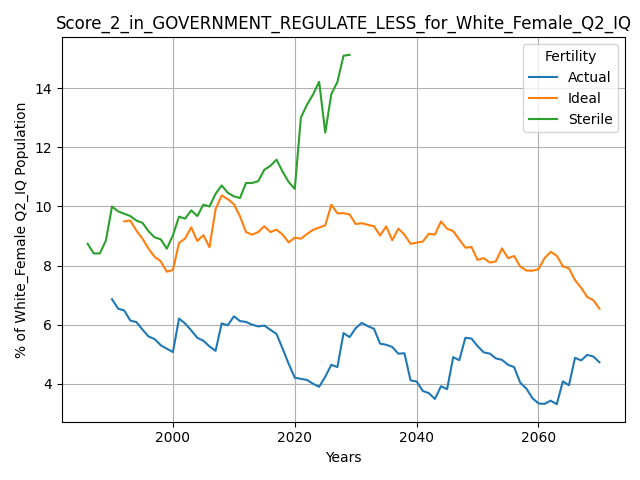 Score_2_in_GOVERNMENT_REGULATE_LESS_for_White_Female_Q2_IQ
Fertility
Actual
Ideal
Sterile
% of White_Female Q2_IQ Population
14
12
10
8
6
4
2000
2020
2040
2060
Years